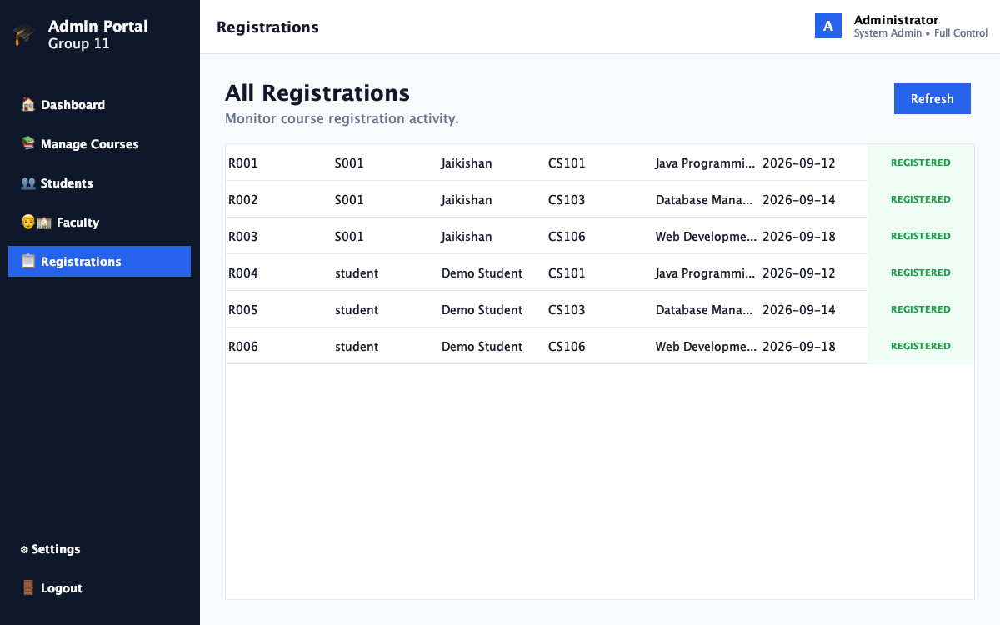 Admin Portal
Group 11
Dashboard
Manage Courses
Students
Faculty
Registrations
Settings
Logout
Registrations
A
Administrator
System Admin • Full Control
All Registrations
Monitor course registration activity.
Refresh
R001 S001 Jaikishan CS101 Java Programmi... 2026-09-12 REGISTERED
R002 S001 Jaikishan CS103 Database Mana... 2026-09-14 REGISTERED
R003 S001 Jaikishan CS106 Web Developme... 2026-09-18 REGISTERED
R004 student Demo Student CS101 Java Programmi... 2026-09-12 REGISTERED
R005 student Demo Student CS103 Database Mana... 2026-09-14 REGISTERED
R006 student Demo Student CS106 Web Developme... 2026-09-18 REGISTERED